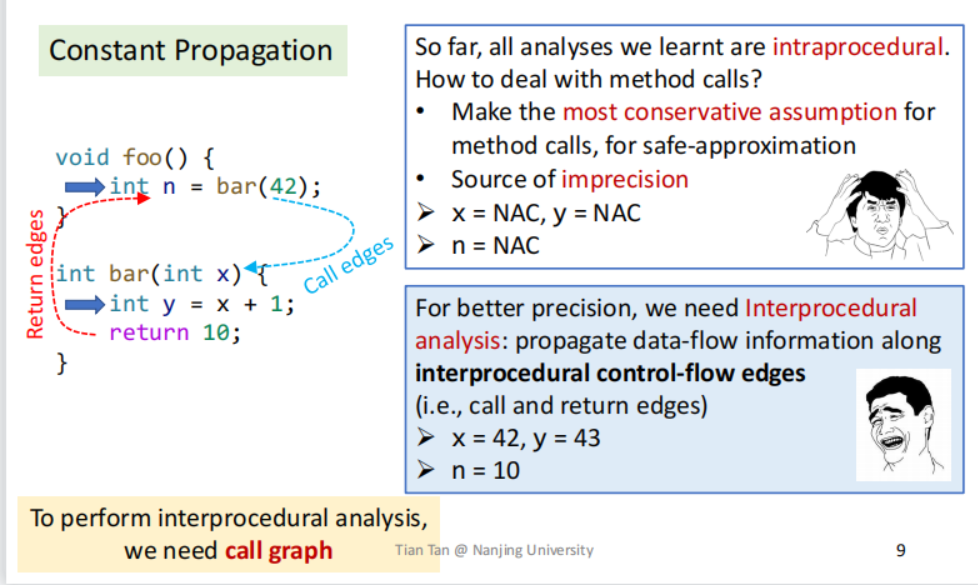 Constant Propagation
void foo() {
int n = bar(42);
}
int bar(int x) {
int y = x + 1;
return 10;
}
Return edges
Call edges
So far, all analyses we learnt are intraprocedural.
How to deal with method calls?
• Make the most conservative assumption for
method calls, for safe-approximation
• Source of imprecision
➢ x = NAC, y = NAC
➢ n = NAC
For better precision, we need Interprocedural
analysis: propagate data-flow information along
interprocedural control-flow edges
(i.e., call and return edges)
➢ x = 42, y = 43
➢ n = 10
To perform interprocedural analysis,
we need call graph
Tian Tan @ Nanjing University
9